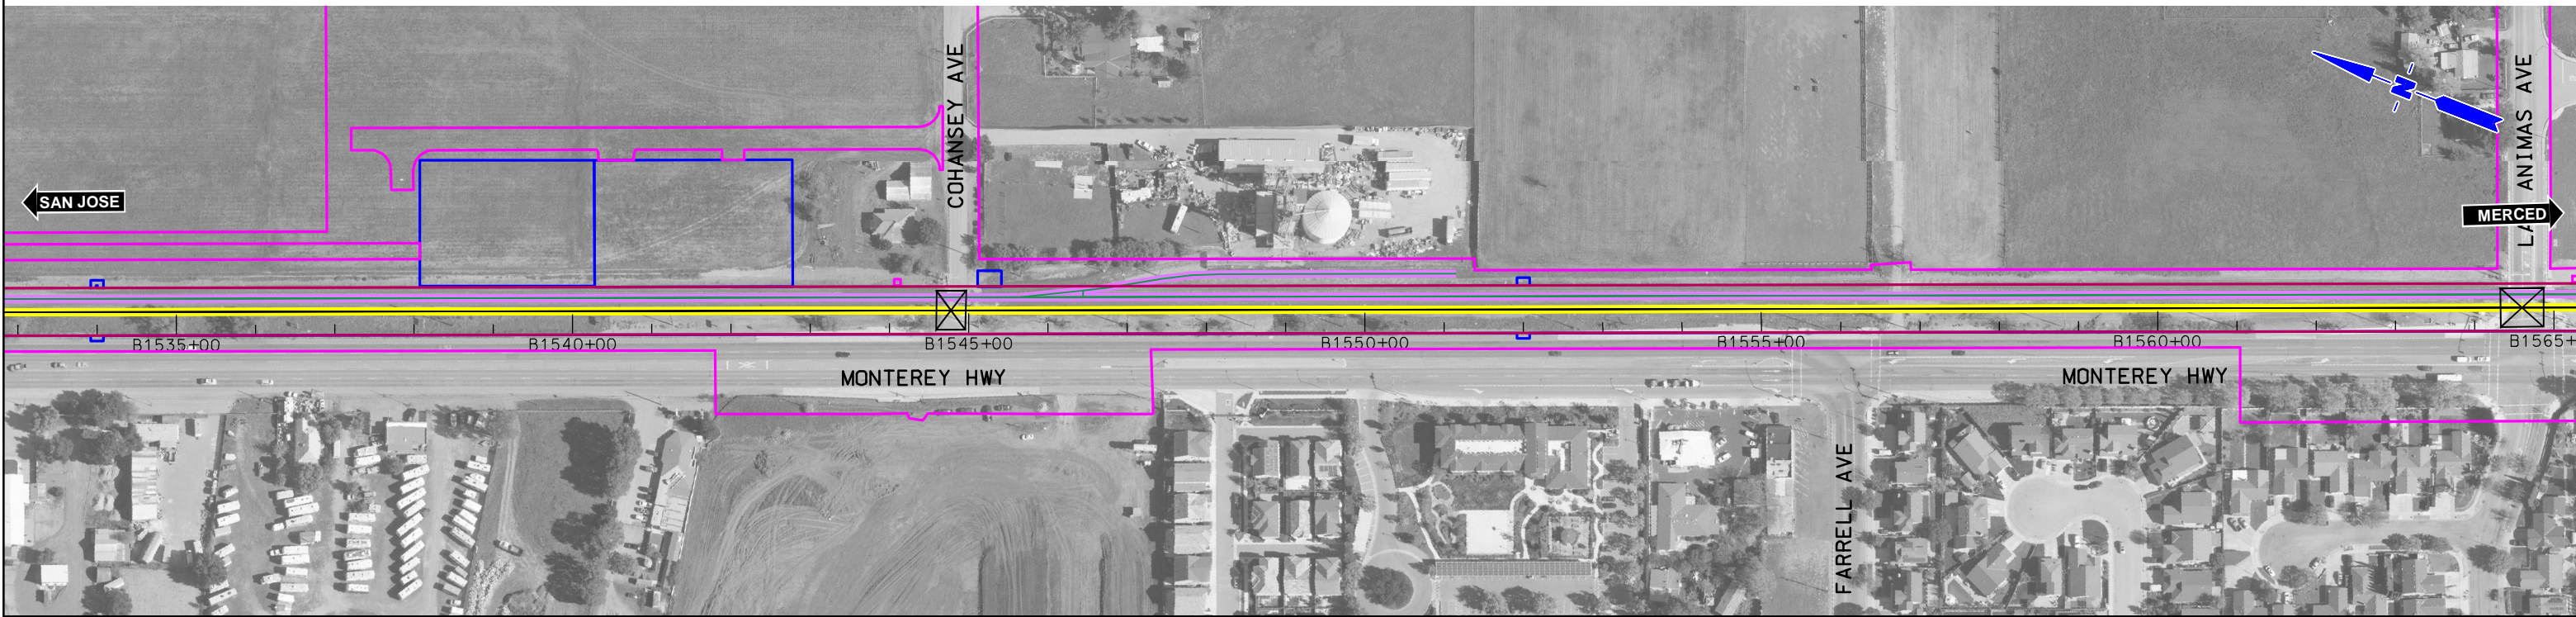 COHANSEY AVE
LAS ANIMAS AVE
N
SAN JOSE
MERCED
B1535+00
B1540+00
B1545+00
B1550+00
B1555+00
B1560+00
B1565+
MONTEREY HWY
MONTEREY HWY
FARRELL AVE